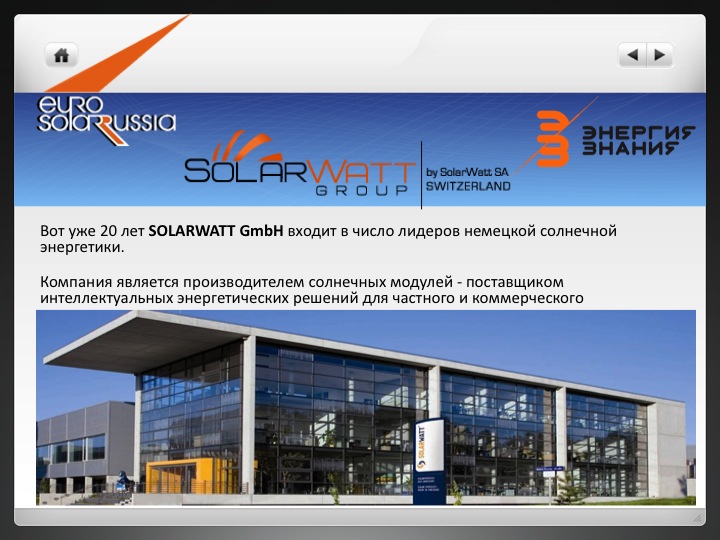 EURO
SOLARRUSSIA
SOLARWATT
GROUP
by SolarWatt SA
SWITZERLAND
ЭНЕРГИЯ
ЗНАНИЯ
Вот уже 20 лет SOLARWATT GmbH входит в число лидеров немецкой солнечной
энергетики.
Компания является производителем солнечных модулей - поставщиком
интеллектуальных энергетических решений для частного и коммерческого
SOLARWATT